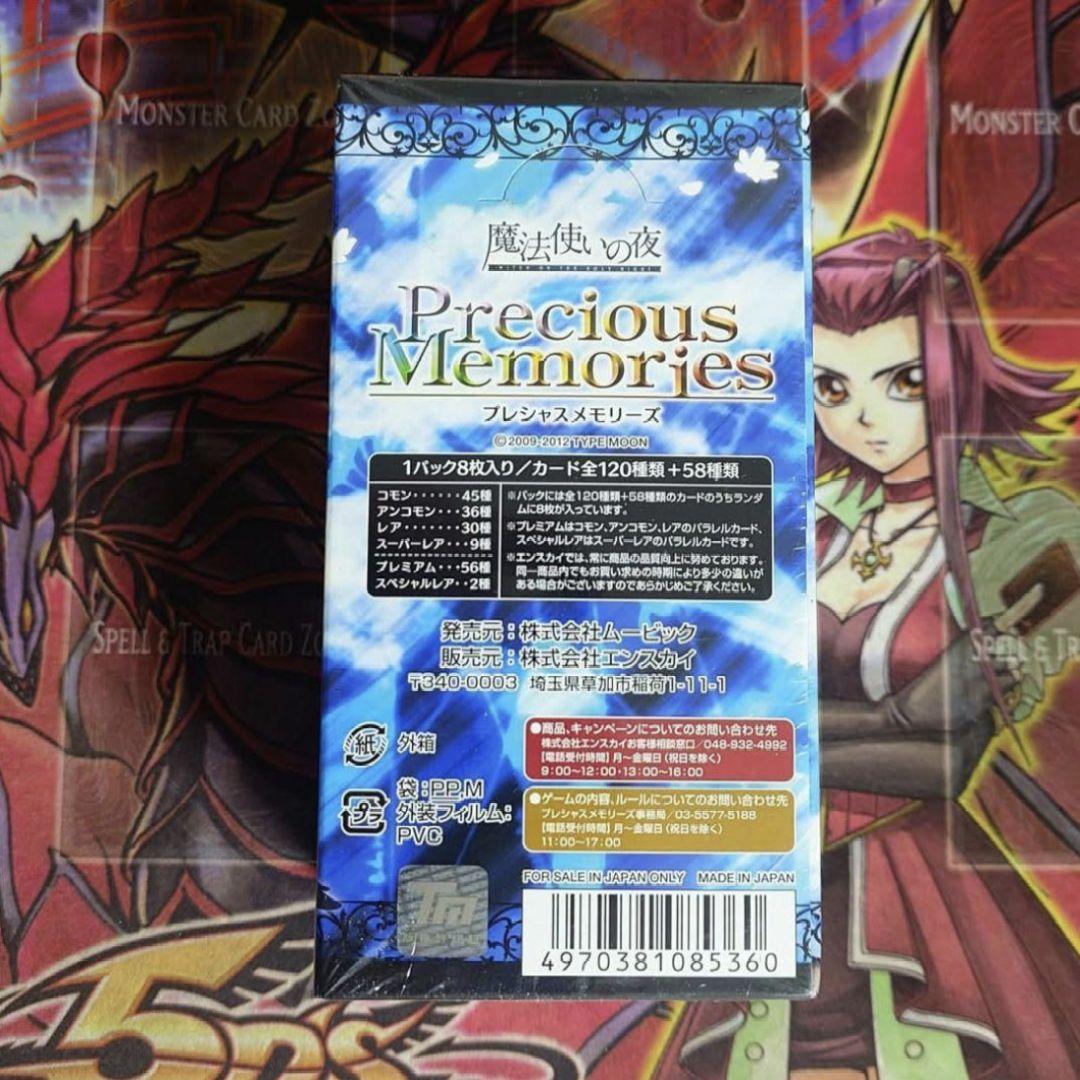 MONSTER CARD ZO
MONSTER C
魔法使いの夜
WITCH ON THE HOLY NIGHT
Precious
Memories
プレシャスメモリーズ
©2009-2012 TYPE MOON
1パック8枚入り/カード全120種類+58種類
コモン・・・・・・45種
アンコモン・・・36種
レア・・・・・・・30種
スーパーレア・・・9種
プレミアム・・・56種
スペシャルレア・・2種
※パックには全120種類+58種類のカードのうちランダ
ムに8枚が入っています。
※プレミアムはコモン、アンコモン、レアのパラレルカード、
スペシャルレアはスーパーレアのパラレルカードです。
※エンスカイでは、常に商品の品質向上に努めております。
同一商品内でもお買い求めの時期により多少の違いが
ある場合がございますのであらかじめご了承ください。
SPELL & TRAP CARD ZO
SPELL &
発売元:株式会社ムービック
販売元:株式会社エンスカイ
〒340-0003 埼玉県草加市稲荷1-11-1
紙 外箱
プラ 袋:PP,M
外装フィルム:
PVC
●商品、キャンペーンについてのお問い合わせ先
株式会社エンスカイお客様相談窓口/048-932-4992
【電話受付時間】月〜金曜日(祝日を除く)
9:00〜12:00・13:00〜16:00
●ゲームの内容、ルールについてのお問い合わせ先
プレシャスメモリーズ事務局/03-5577-5188
【電話受付時間】月〜金曜日(祝日を除く)
11:00〜17:00
FOR SALE IN JAPAN ONLY MADE IN JAPAN
TM
4970381085360
5D's